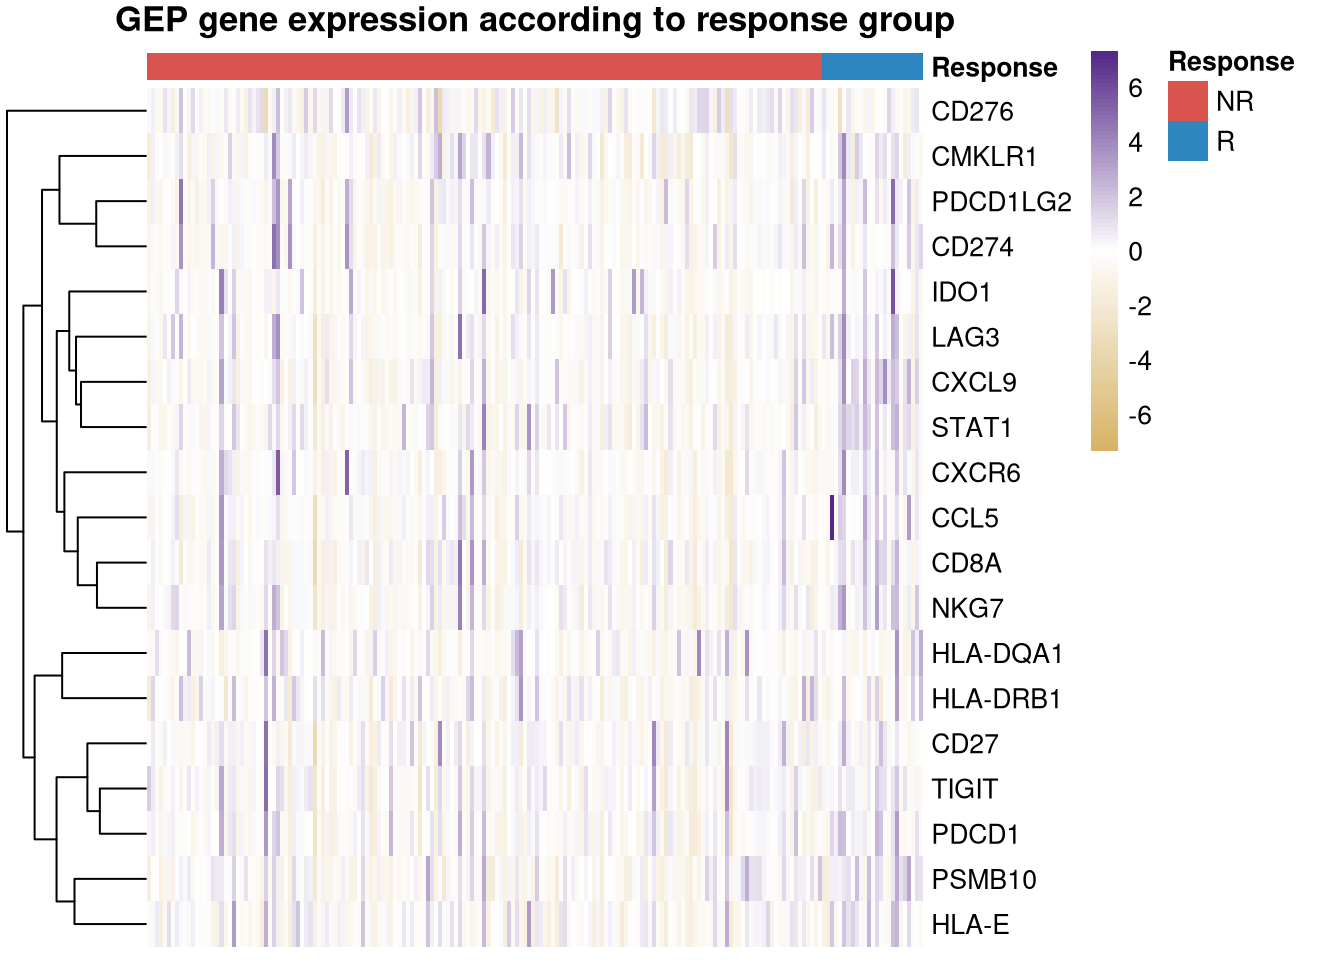 GEP gene expression according to response group
Response
CD276
CMKLR1
PDCD1LG2
CD274
IDO1
LAG3
CXCL9
STAT1
CXCR6
CCL5
CD8A
NKG7
HLA-DQA1
HLA-DRB1
CD27
TIGIT
PDCD1
PSMB10
HLA-E
6
4
2
0
-2
-4
-6
Response
NR
R